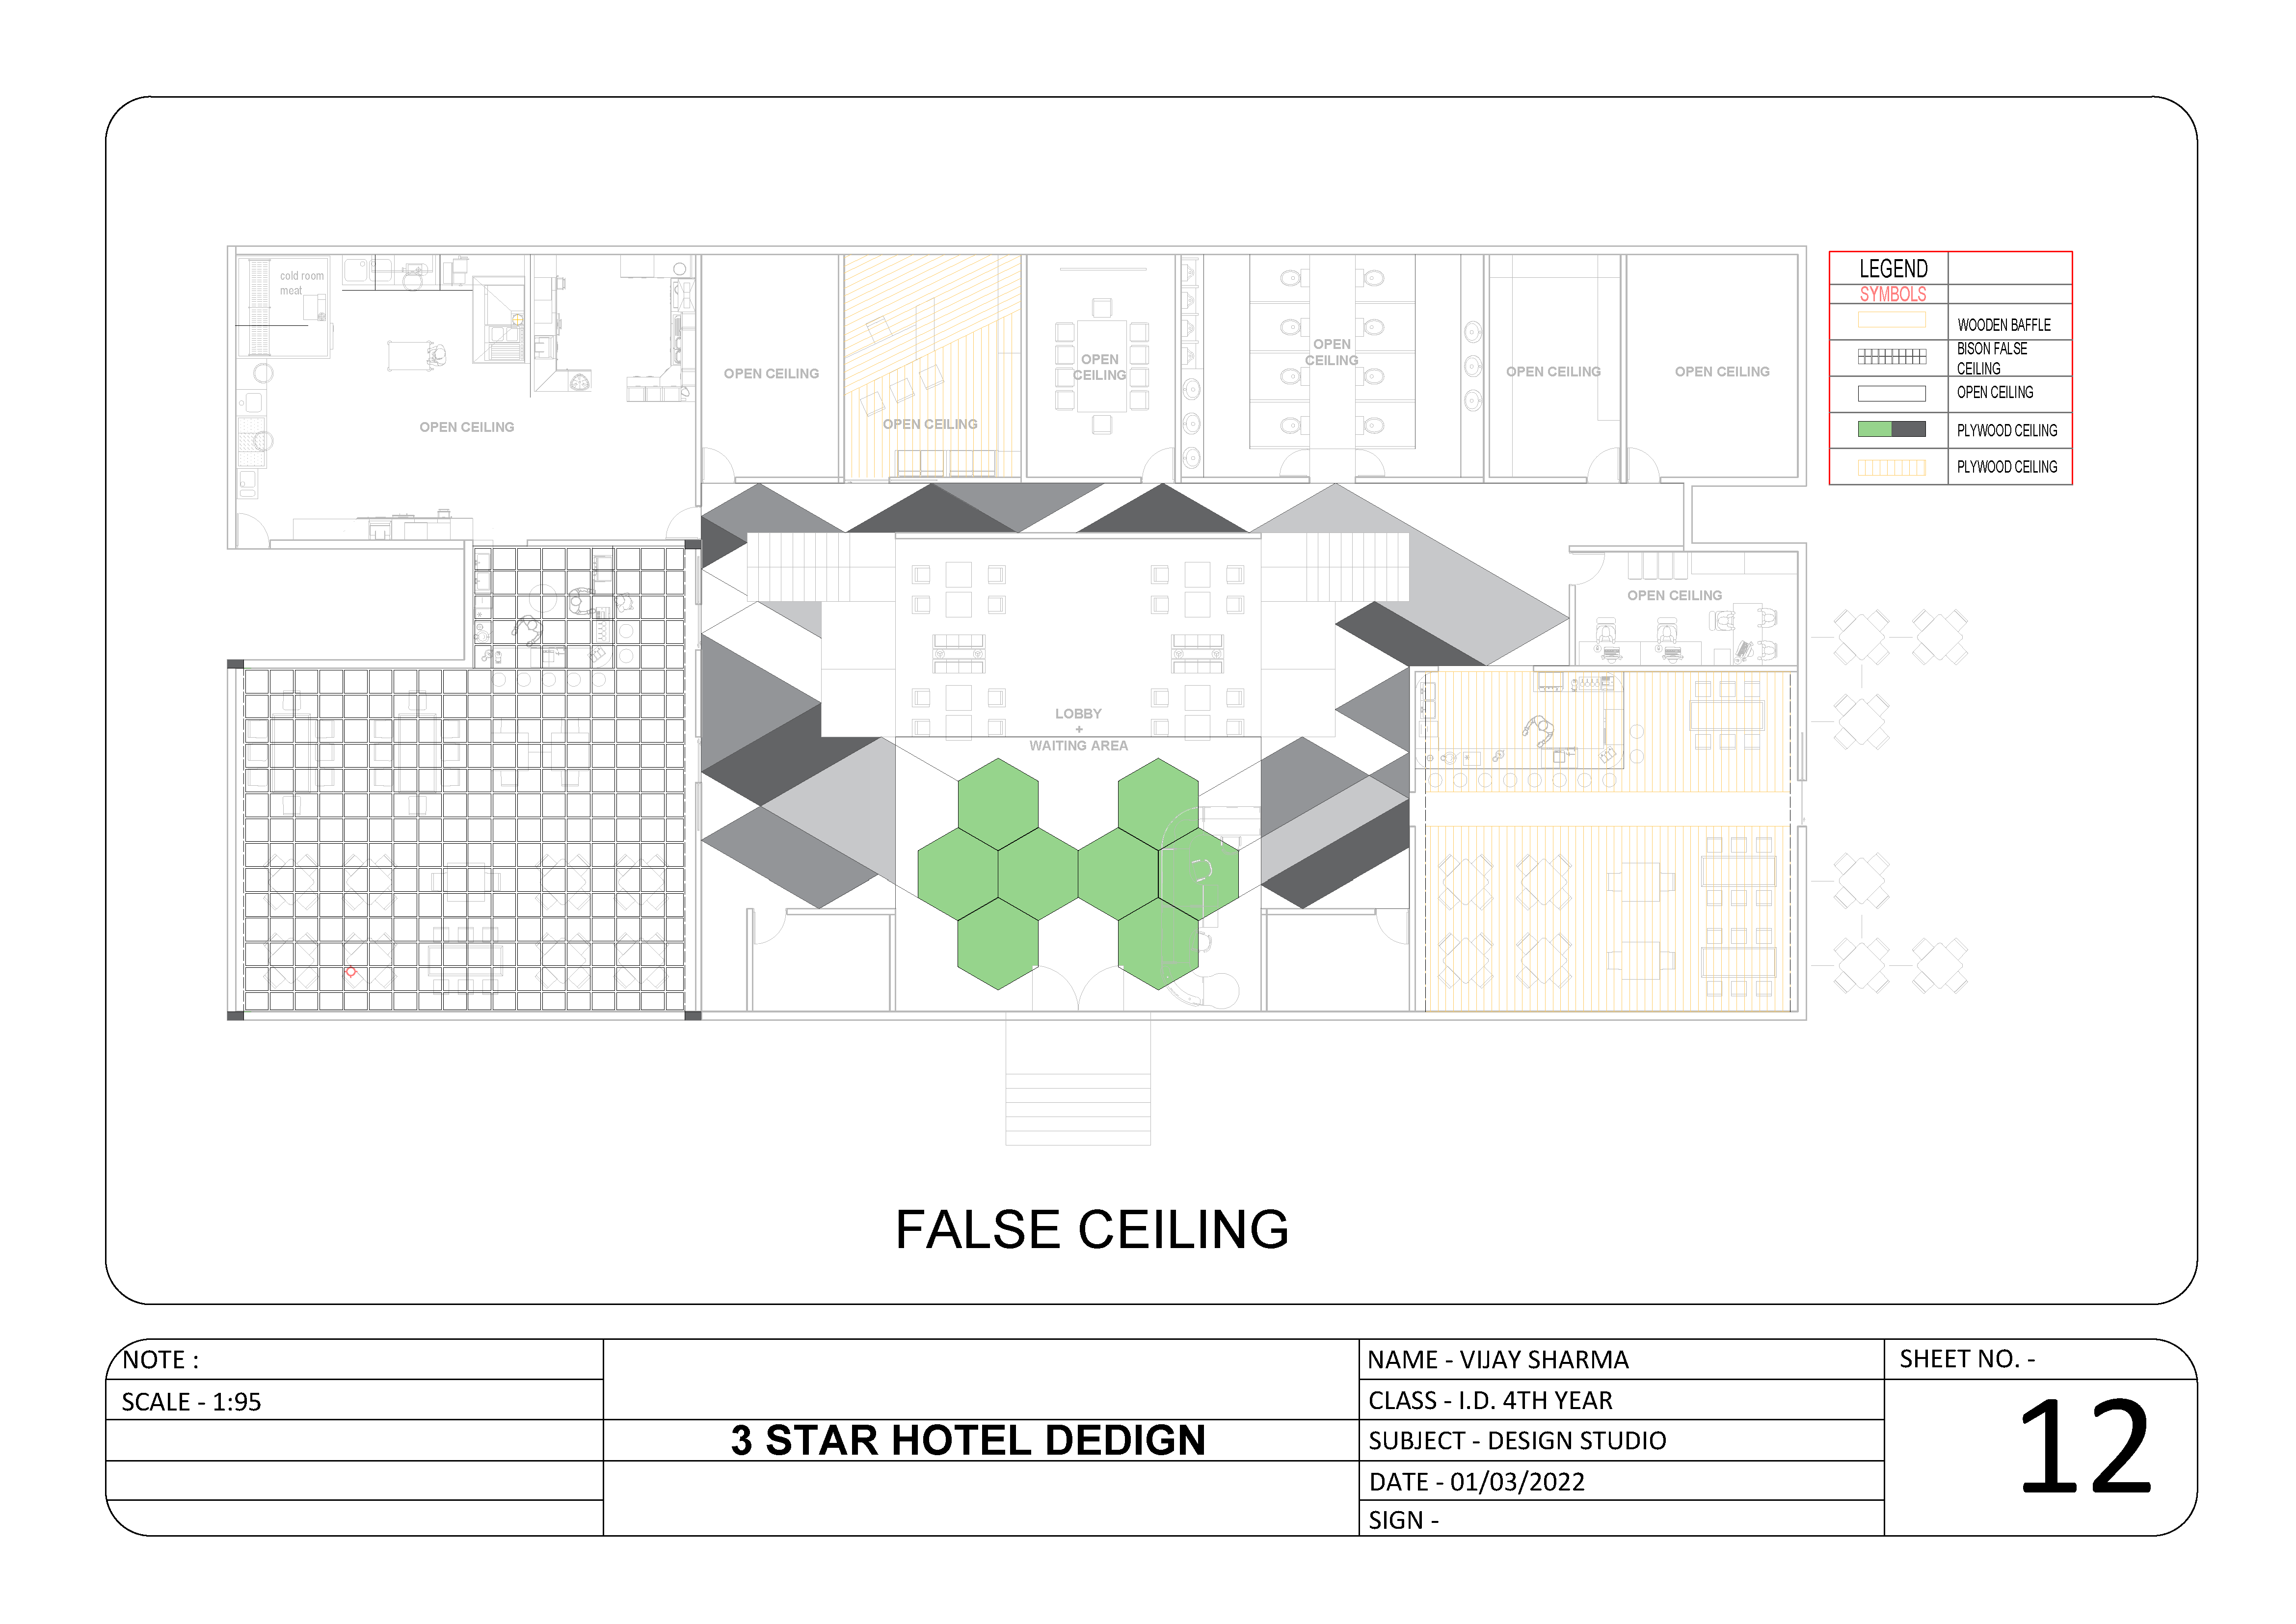 cold room
meat
OPEN CEILING
OPEN CEILING
OPEN CEILING
OPEN
CEILING
OPEN
CEILING
OPEN CEILING
OPEN CEILING
OPEN CEILING
LOBBY
+
WAITING AREA
LEGEND
SYMBOLS
WOODEN BAFFLE
BISON FALSE
CEILING
OPEN CEILING
PLYWOOD CEILING
PLYWOOD CEILING
FALSE CEILING
NOTE :
SCALE - 1:95
3 STAR HOTEL DEDIGN
NAME - VIJAY SHARMA
CLASS - I.D. 4TH YEAR
SUBJECT - DESIGN STUDIO
DATE - 01/03/2022
SIGN -
SHEET NO. -
12